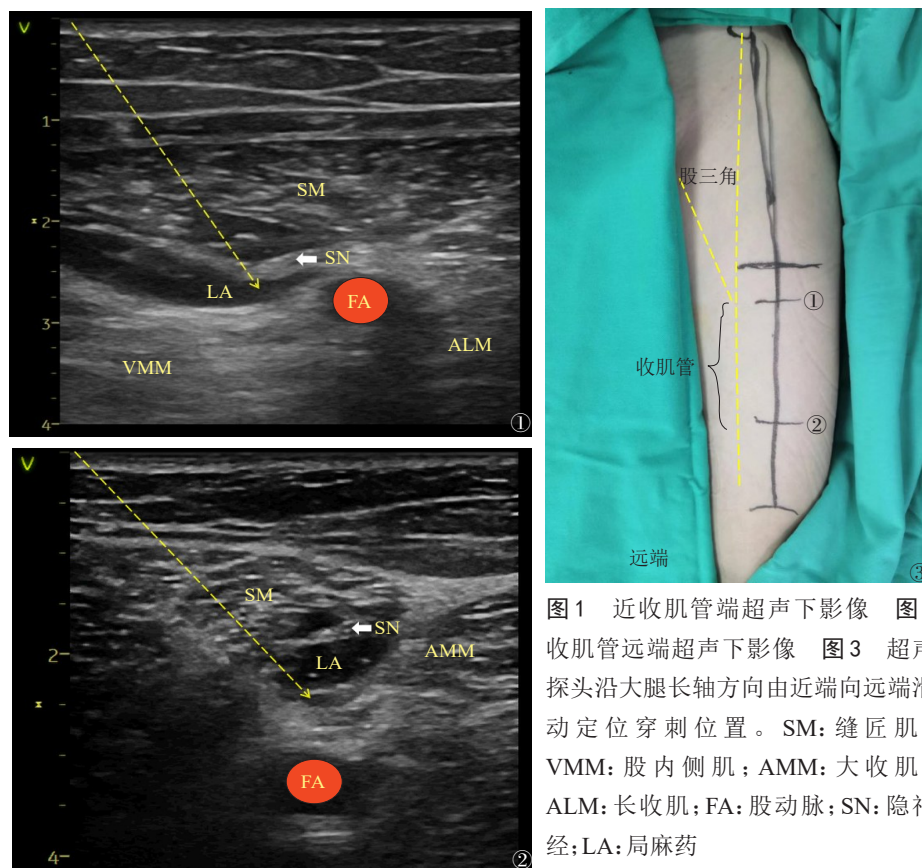 1
2
3
4
SM
SN
LA
FA
VMM
ALM
①
2
4
SM
SN
LA
AMM
FA
②
股三角
①
收肌管
②
远端
③
图1 近收肌管端超声下影像 图
收肌管远端超声下影像 图3 超声
探头沿大腿长轴方向由近端向远端滑
动定位穿刺位置。SM:缝匠肌
VMM:股内侧肌;AMM:大收肌
ALM:长收肌;FA:股动脉;SN:隐神
经;LA:局麻药